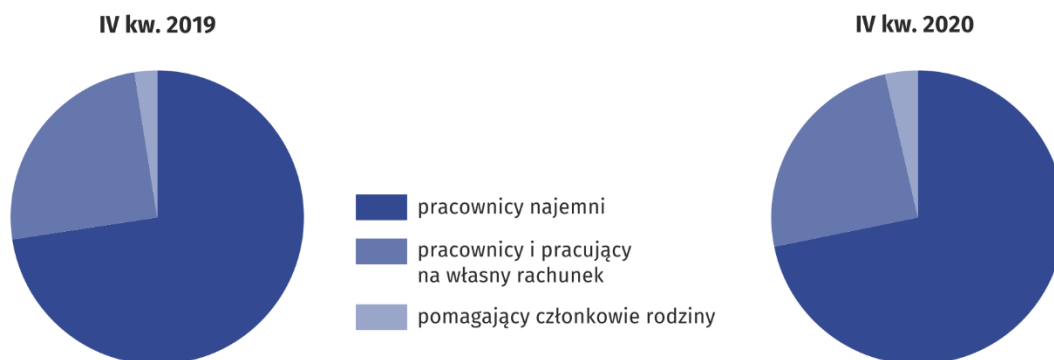 IV kw. 2019
IV kw. 2020
pracownicy najemni
pracownicy i pracujący
na własny rachunek
pomagający członkowie rodziny